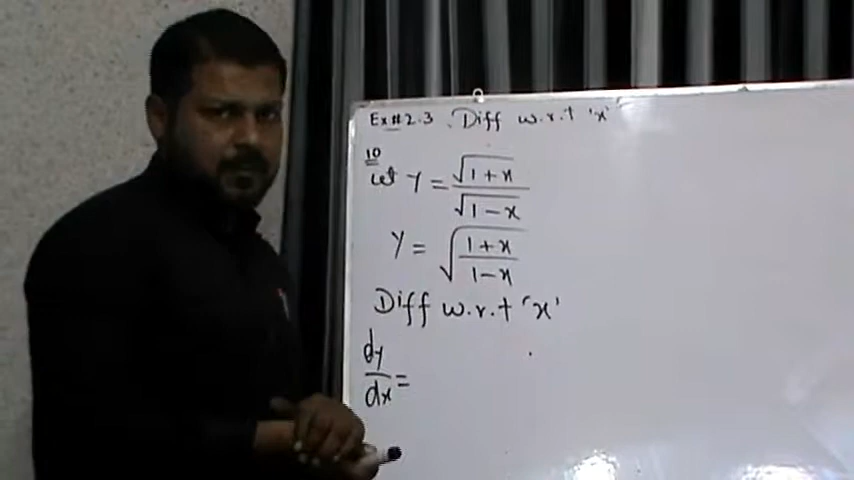 Ex#2.3 Diff w.r.t 'x'
10
Let y = √1+x / √1-x
y = √(1+x / 1-x)
Diff w.r.t 'x'
dy/dx =